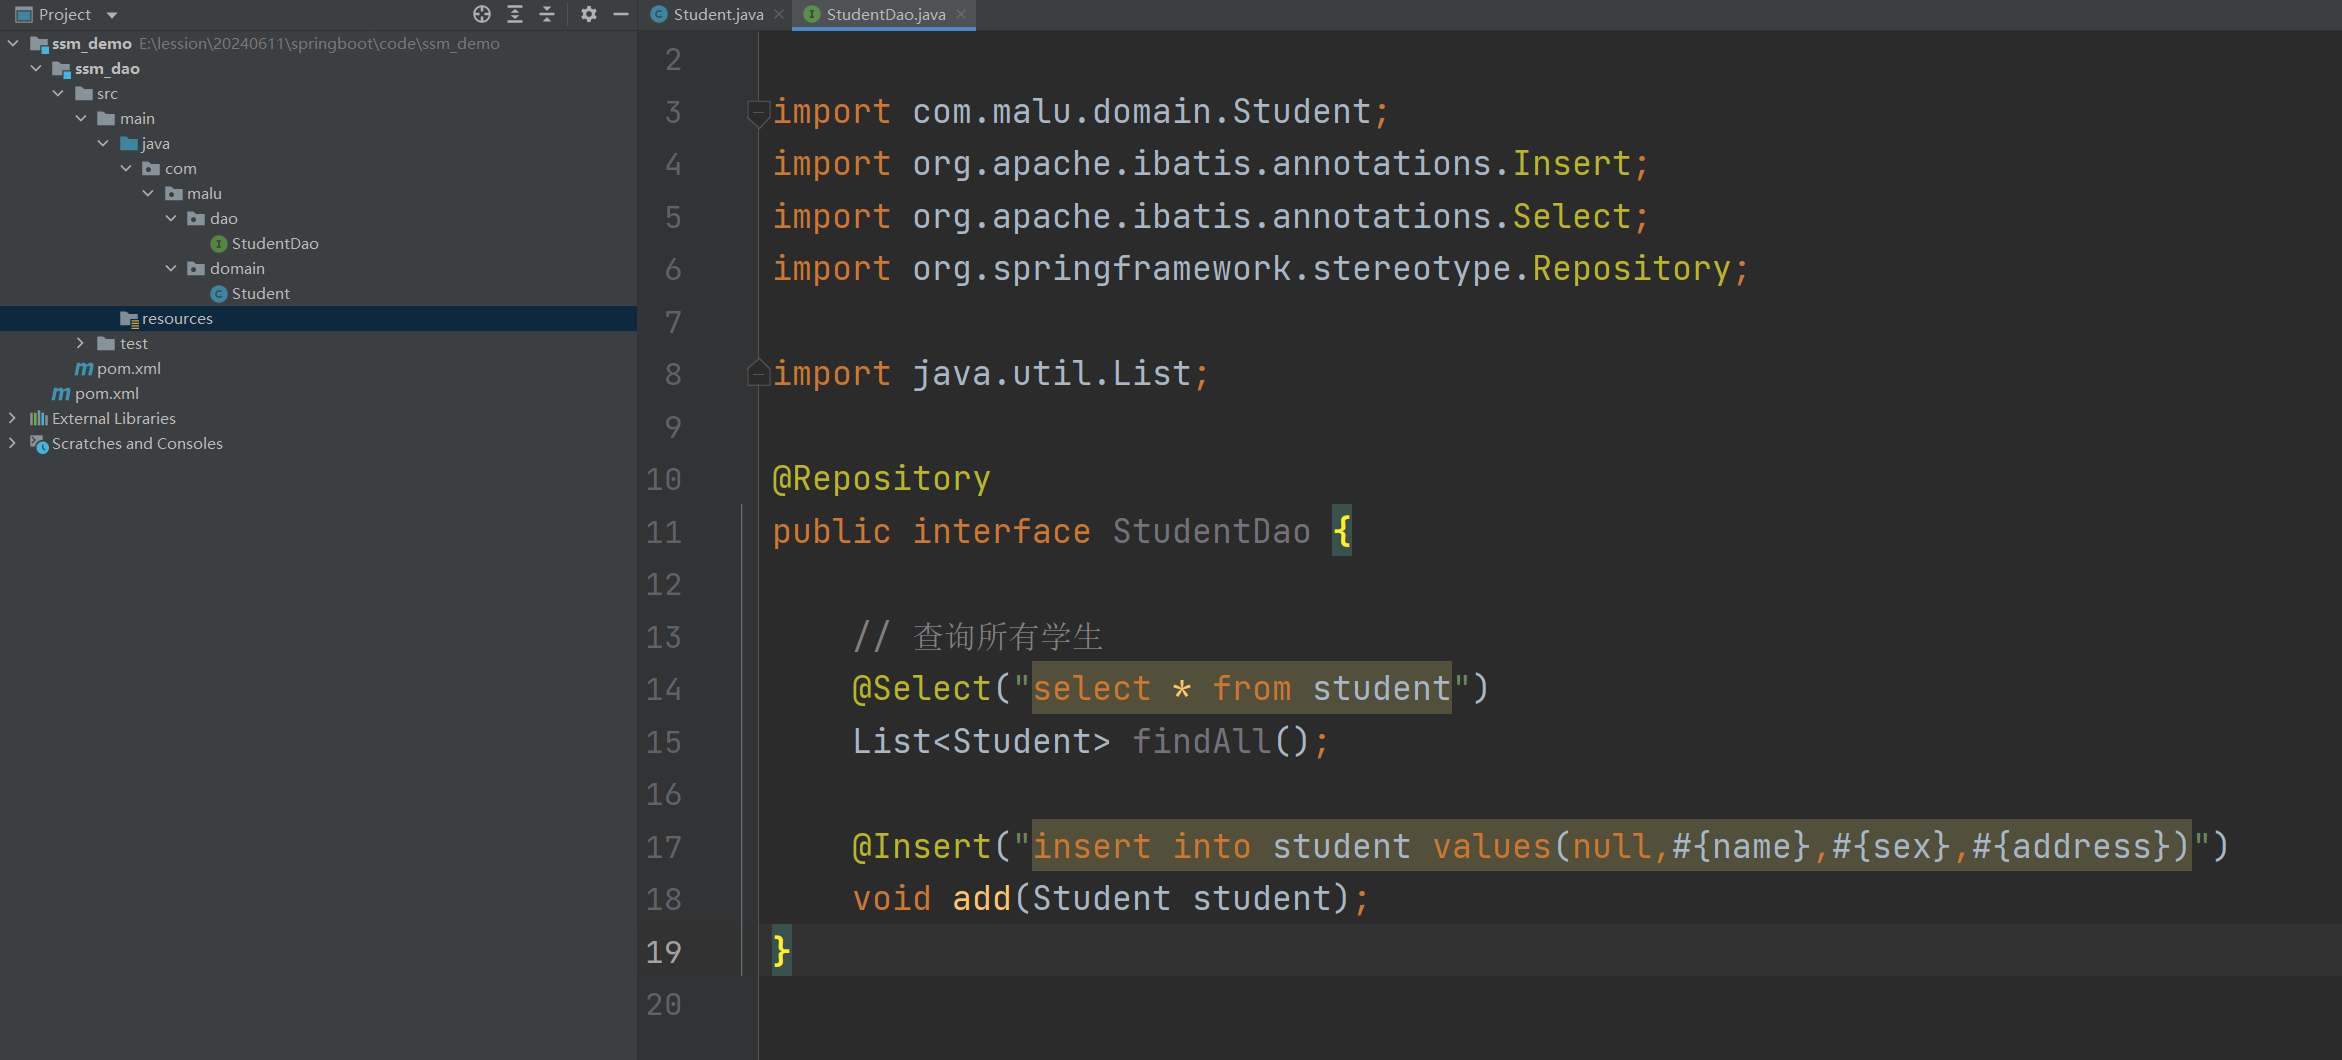 Project
ssm_demo E:\lession\20240611\springboot\code\ssm_demo
ssm_dao
src
main
java
com
malu
dao
StudentDao
domain
Student
resources
test
pom.xml
pom.xml
External Libraries
Scratches and Consoles
Student.java StudentDao.java
2
3 import com.malu.domain.Student;
4 import org.apache.ibatis.annotations.Insert;
5 import org.apache.ibatis.annotations.Select;
6 import org.springframework.stereotype.Repository;
7
8 import java.util.List;
9
10 @Repository
11 public interface StudentDao {
12
13 // 查询所有学生
14 @Select("select * from student")
15 List<Student> findAll();
16
17 @Insert("insert into student values(null,#{name},#{sex},#{address})")
18 void add(Student student);
19 }
20